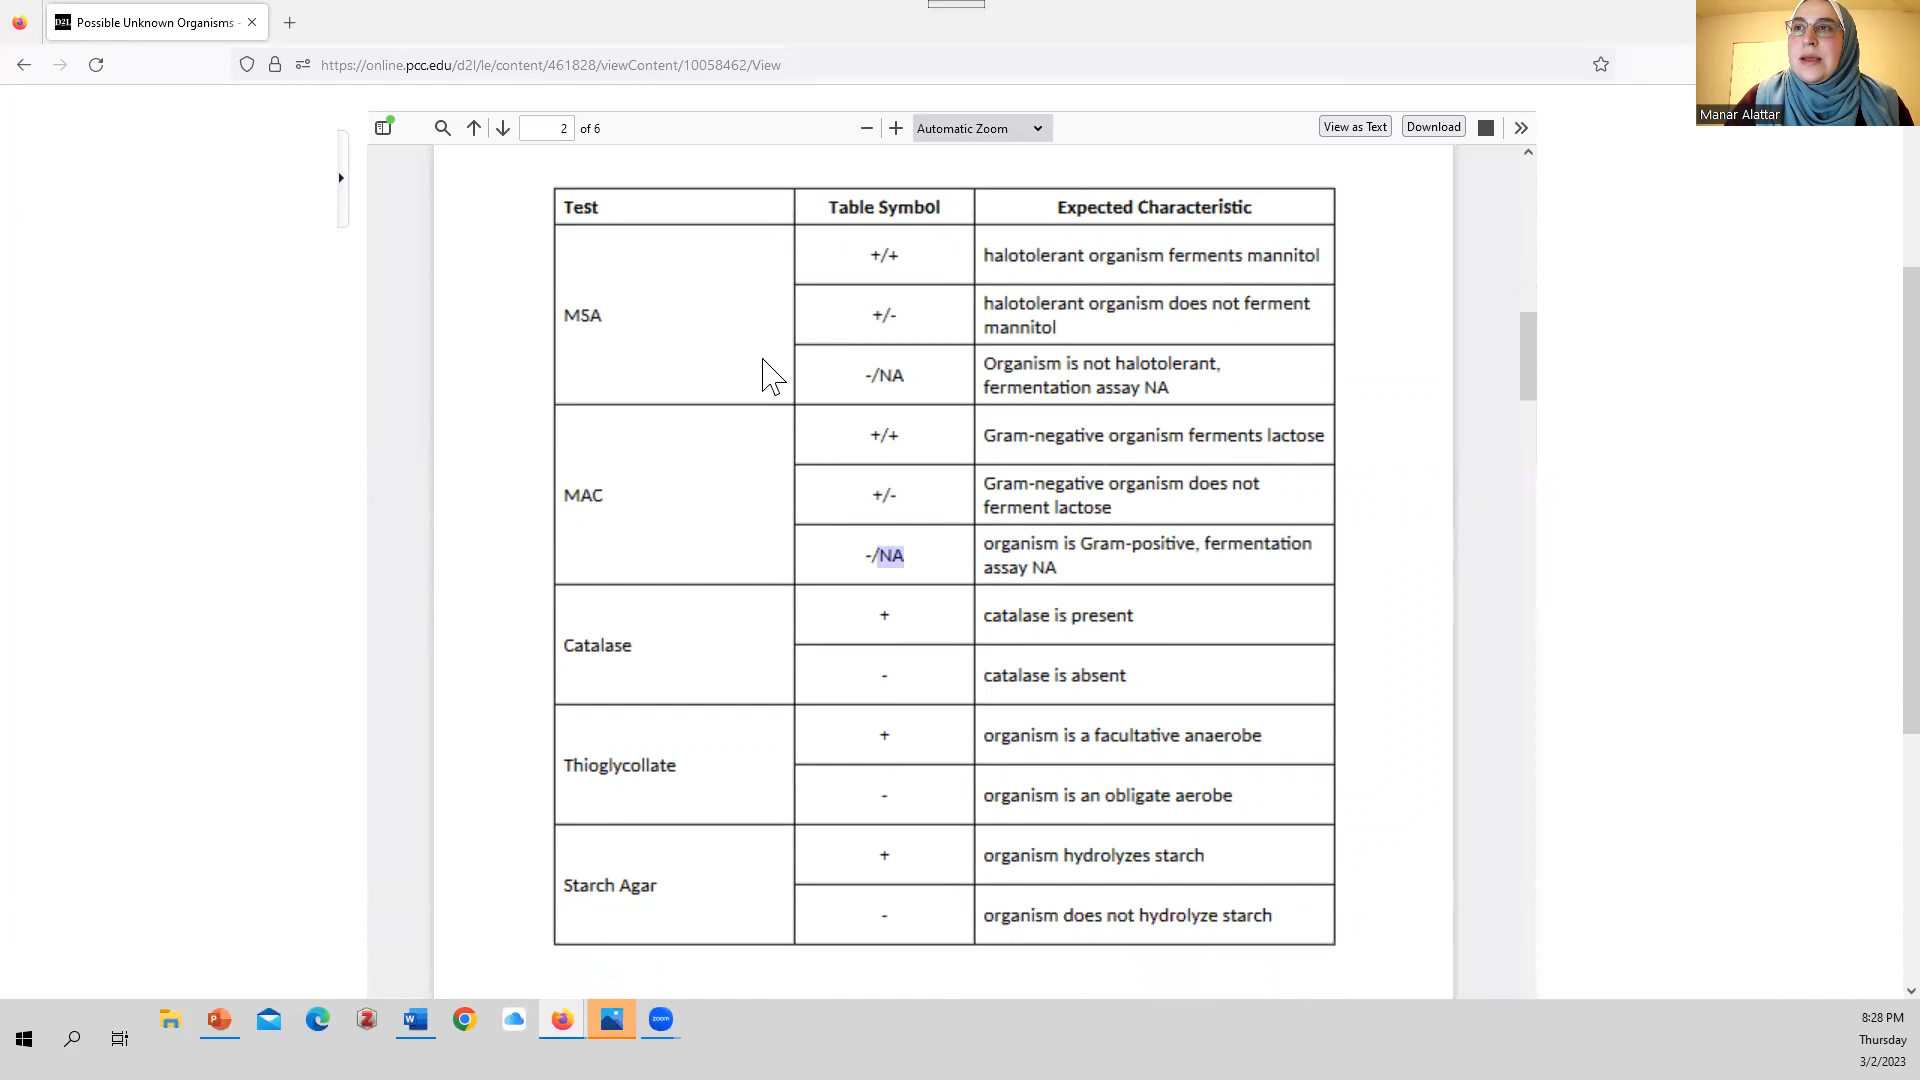 D2L Possible Unknown Organisms -
https://online.pcc.edu/d2l/le/content/461828/viewContent/10058462/View
Manar Alattar
2 of 6
Automatic Zoom
View as Text
Download
Test Table Symbol Expected Characteristic
MSA
+/+ halotolerant organism ferments mannitol
+/- halotolerant organism does not ferment
mannitol
-/NA Organism is not halotolerant,
fermentation assay NA
MAC
+/+ Gram-negative organism ferments lactose
+/- Gram-negative organism does not
ferment lactose
-/NA organism is Gram-positive, fermentation
assay NA
Catalase
+ catalase is present
- catalase is absent
Thioglycollate
+ organism is a facultative anaerobe
- organism is an obligate aerobe
Starch Agar
+ organism hydrolyzes starch
- organism does not hydrolyze starch
zoom
8:28 PM
Thursday
3/2/2023